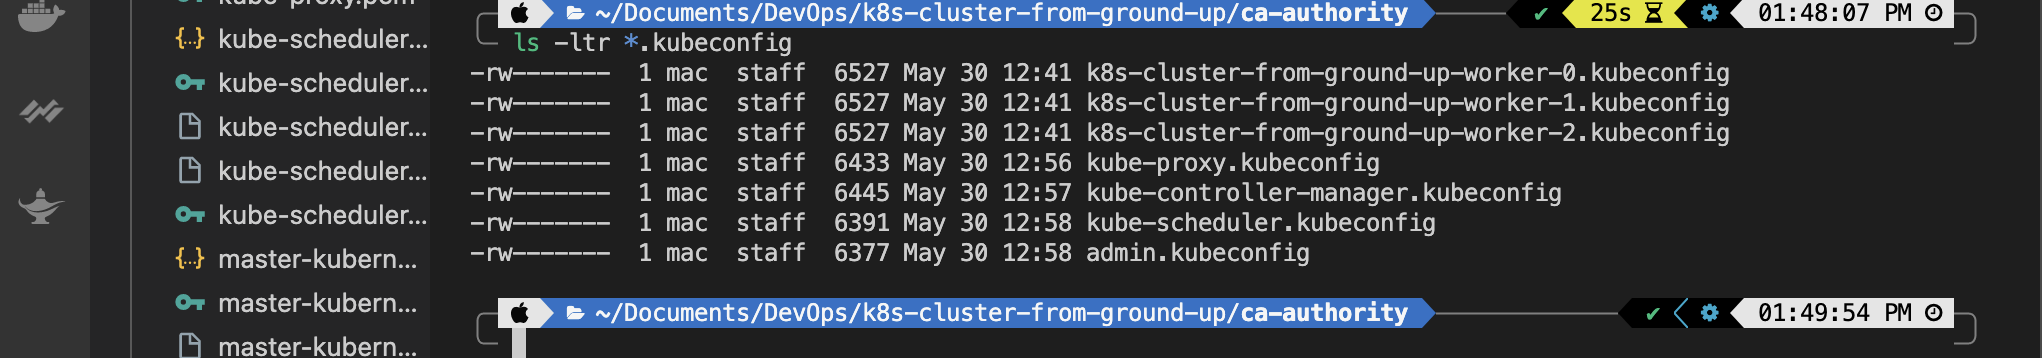 kube-proxy.pem
kube-scheduler...
kube-scheduler...
kube-scheduler...
kube-scheduler...
kube-scheduler...
master-kubern...
master-kubern...
master-kubern...
~/Documents/DevOps/k8s-cluster-from-ground-up/ca-authority ✔ 25s 01:48:07 PM
ls -ltr *.kubeconfig
-rw-------  1 mac  staff  6527 May 30 12:41 k8s-cluster-from-ground-up-worker-0.kubeconfig
-rw-------  1 mac  staff  6527 May 30 12:41 k8s-cluster-from-ground-up-worker-1.kubeconfig
-rw-------  1 mac  staff  6527 May 30 12:41 k8s-cluster-from-ground-up-worker-2.kubeconfig
-rw-------  1 mac  staff  6433 May 30 12:56 kube-proxy.kubeconfig
-rw-------  1 mac  staff  6445 May 30 12:57 kube-controller-manager.kubeconfig
-rw-------  1 mac  staff  6391 May 30 12:58 kube-scheduler.kubeconfig
-rw-------  1 mac  staff  6377 May 30 12:58 admin.kubeconfig
~/Documents/DevOps/k8s-cluster-from-ground-up/ca-authority ✔ 01:49:54 PM